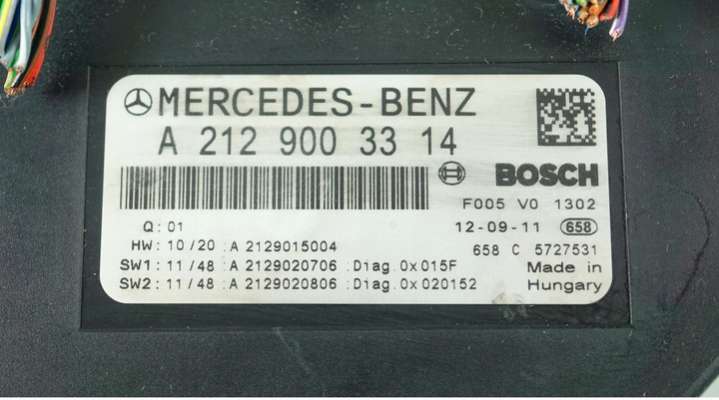 MERCEDES-BENZ
A 212 900 33 14
BOSCH
F005 V0 1302
Q: 01
12-09-11 658
HW: 10/20 :A 2129015004
658 C 5727531
SW1: 11/48 :A 2129020706 :Diag.0x015F
Made in
SW2: 11/48 :A 2129020806 :Diag.0x020152
Hungary